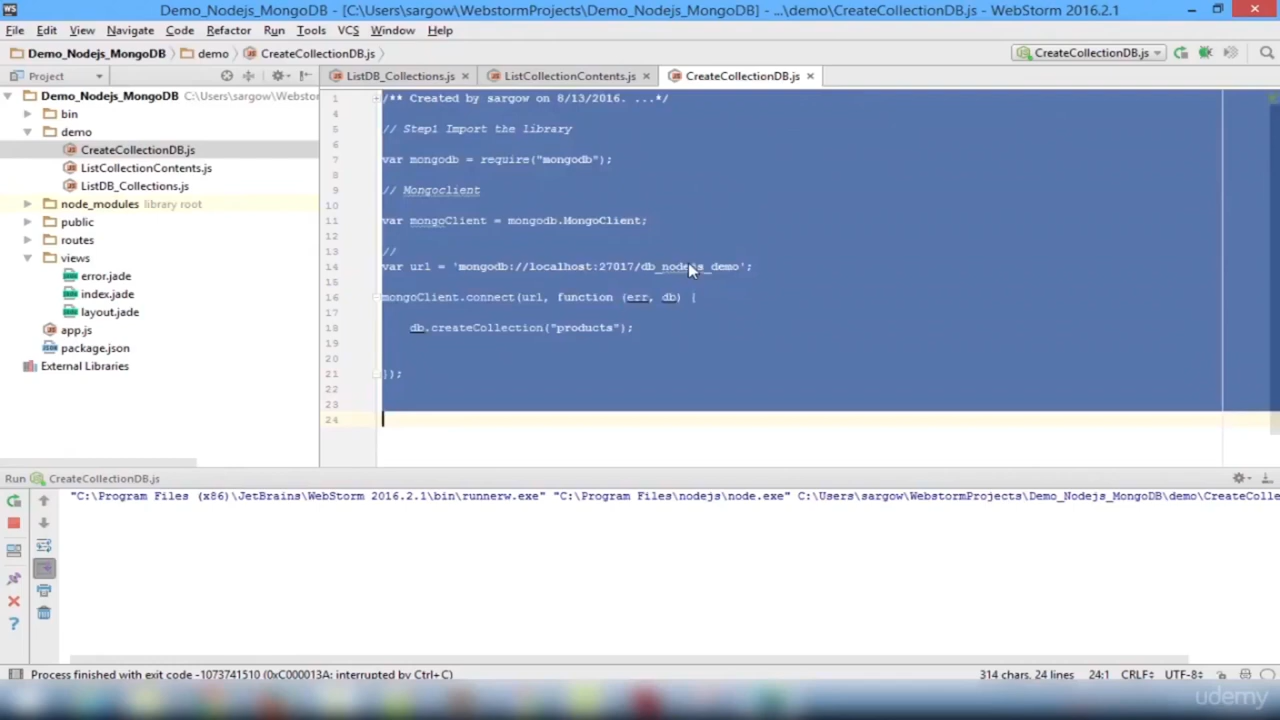 WS Demo_Nodejs_MongoDB - [C:\Users\sargow\WebstormProjects\Demo_Nodejs_MongoDB] - ...\demo\CreateCollectionDB.js - WebStorm 2016.2.1
File Edit View Navigate Code Refactor Run Tools VCS Window Help
Demo_Nodejs_MongoDB demo CreateCollectionDB.js CreateCollectionDB.js
Project ListDB_Collections.js ListCollectionContents.js CreateCollectionDB.js
Demo_Nodejs_MongoDB C:\Users\sargow\Websto
bin
demo
CreateCollectionDB.js
ListCollectionContents.js
ListDB_Collections.js
node_modules library root
public
routes
views
error.jade
index.jade
layout.jade
app.js
package.json
External Libraries
1 /** Created by sargow on 8/13/2016. ...*/
4
5 // Step1 Import the library
6
7 var mongodb = require("mongodb");
8
9 // Mongoclient
10
11 var mongoClient = mongodb.MongoClient;
12
13 //
14 var url = 'mongodb://localhost:27017/db_nodejs_demo';
15
16 mongoClient.connect(url, function (err, db) {
17
18 db.createCollection("products");
19
20
21 });
22
23
24
Run CreateCollectionDB.js
"C:\Program Files (x86)\JetBrains\WebStorm 2016.2.1\bin\runnerw.exe" "C:\Program Files\nodejs\node.exe" C:\Users\sargow\WebstormProjects\Demo_Nodejs_MongoDB\demo\CreateColle
Process finished with exit code -1073741510 (0xC000013A: interrupted by Ctrl+C) 314 chars, 24 lines 24:1 CRLF UTF-8
udemy